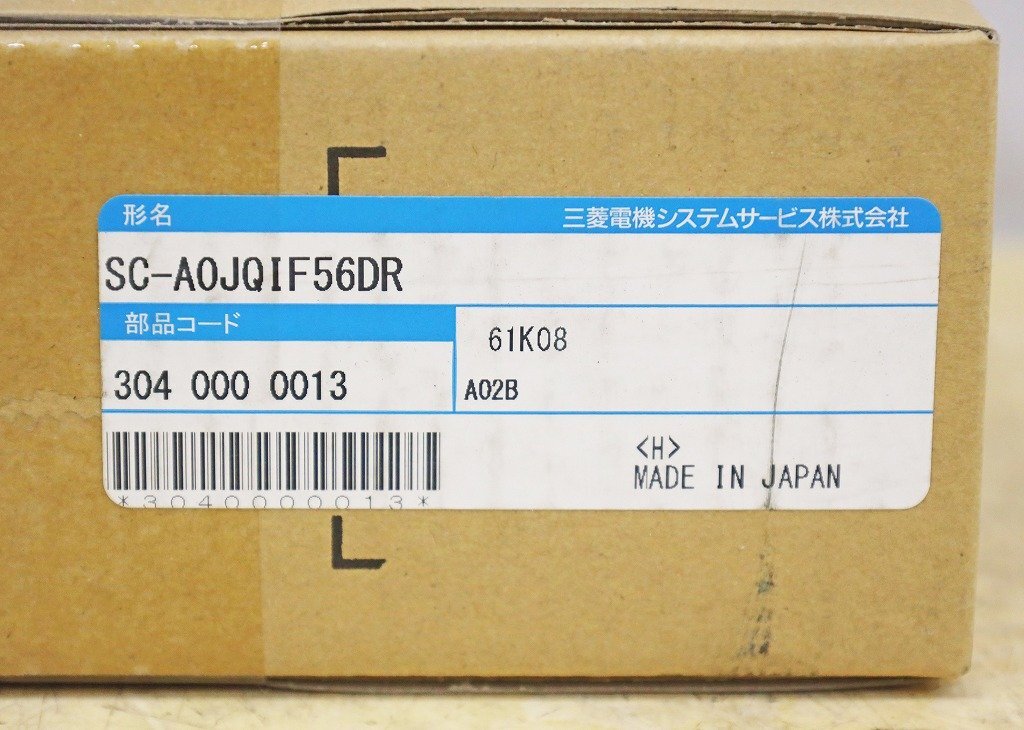 形名 三菱電機システムサービス株式会社
SC-A0JQIF56DR
部品コード
61K08
304 000 0013
A02B
*3040000013*
<H>
MADE IN JAPAN